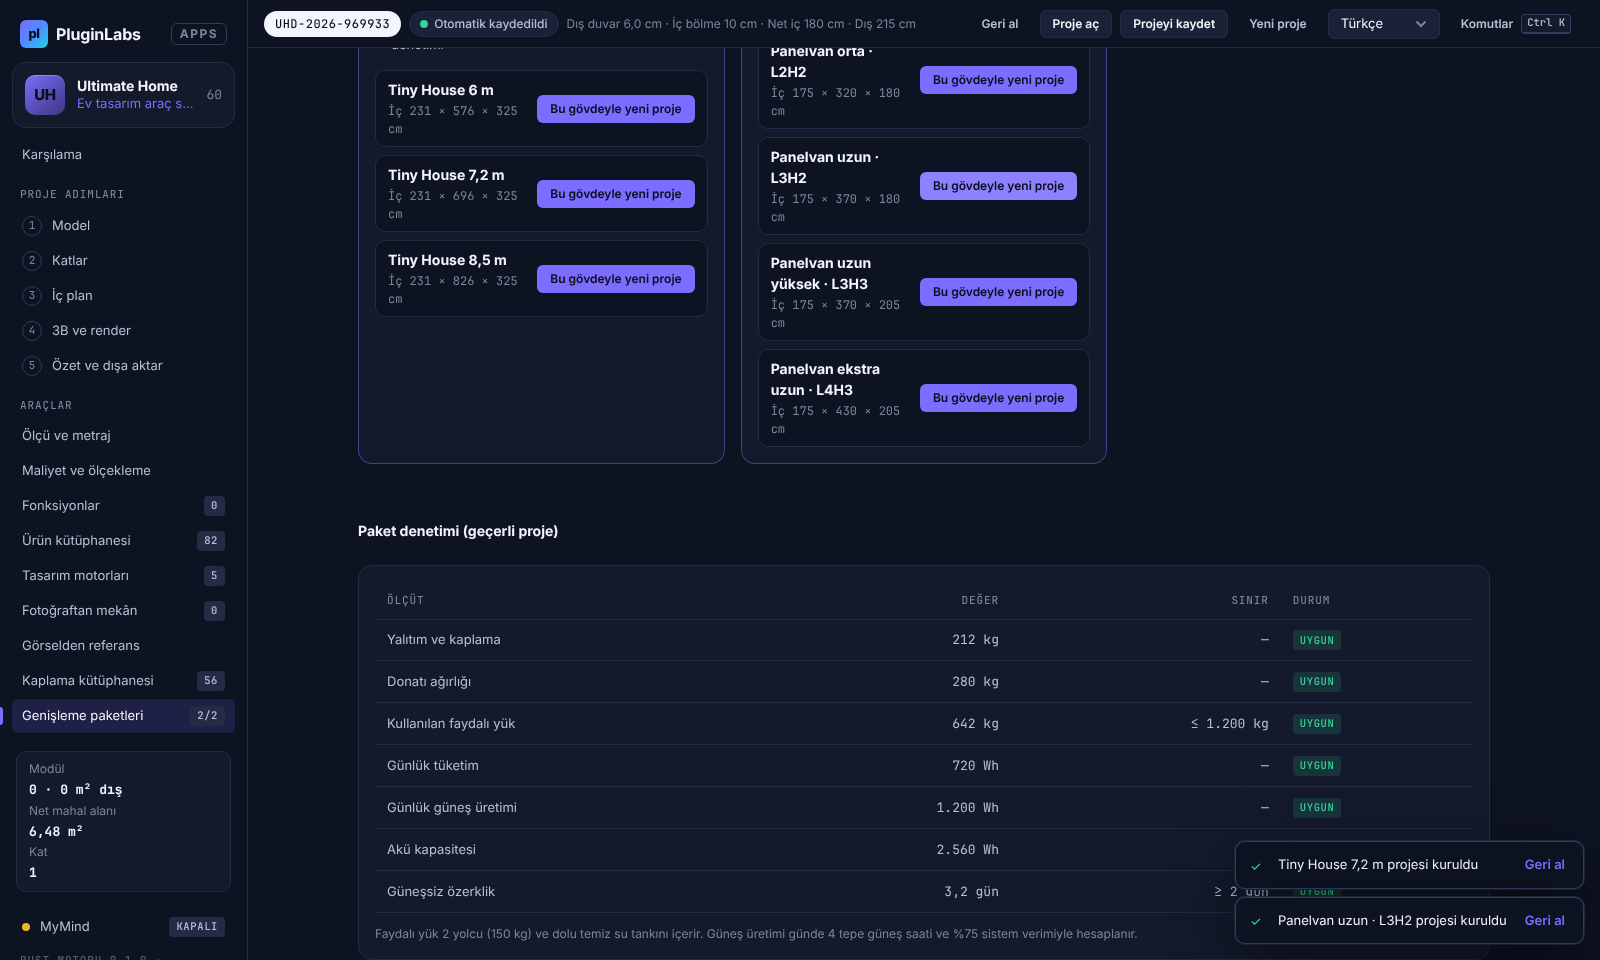 pl PluginLabs APPS
UH Ultimate Home
Ev tasarım araç s... 60
Karşılama
PROJE ADIMLARI
1 Model
2 Katlar
3 İç plan
4 3B ve render
5 Özet ve dışa aktar
ARAÇLAR
Ölçü ve metraj
Maliyet ve ölçekleme
Fonksiyonlar 0
Ürün kütüphanesi 82
Tasarım motorları 5
Fotoğraftan mekân 0
Görselden referans
Kaplama kütüphanesi 56
Genişleme paketleri 2/2
Modül
0 · 0 m² dış
Net mahal alanı
6,48 m²
Kat
1
MyMind KAPALI
UHD-2026-969933 Otomatik kaydedildi Dış duvar 6,0 cm · İç bölme 10 cm · Net iç 180 cm · Dış 215 cm Geri al Proje aç Projeyi kaydet Yeni proje Türkçe Komutlar Ctrl K
Tiny House 6 m
İç 231 × 576 × 325
cm
Bu gövdeyle yeni proje
Tiny House 7,2 m
İç 231 × 696 × 325
cm
Bu gövdeyle yeni proje
Tiny House 8,5 m
İç 231 × 826 × 325
cm
Bu gövdeyle yeni proje
Panelvan orta ·
L2H2
İç 175 × 320 × 180
cm
Bu gövdeyle yeni proje
Panelvan uzun ·
L3H2
İç 175 × 370 × 180
cm
Bu gövdeyle yeni proje
Panelvan uzun
yüksek · L3H3
İç 175 × 370 × 205
cm
Bu gövdeyle yeni proje
Panelvan ekstra
uzun · L4H3
İç 175 × 430 × 205
cm
Bu gövdeyle yeni proje
Paket denetimi (geçerli proje)
ÖLÇÜT DEĞER SINIR DURUM
Yalıtım ve kaplama 212 kg — UYGUN
Donatı ağırlığı 280 kg — UYGUN
Kullanılan faydalı yük 642 kg ≤ 1.200 kg UYGUN
Günlük tüketim 720 Wh — UYGUN
Günlük güneş üretimi 1.200 Wh — UYGUN
Akü kapasitesi 2.560 Wh
Güneşsiz özerklik 3,2 gün ≥ 2 gün UYGUN
Faydalı yük 2 yolcu (150 kg) ve dolu temiz su tankını içerir. Güneş üretimi günde 4 tepe güneş saati ve %75 sistem verimiyle hesaplanır.
Tiny House 7,2 m projesi kuruldu Geri al
Panelvan uzun · L3H2 projesi kuruldu Geri al